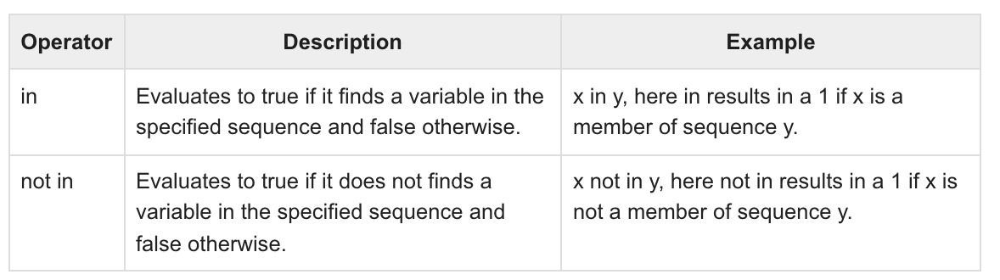 Operator Description Example
in Evaluates to true if it finds a variable in the x in y, here in results in a 1 if x is a
specified sequence and false otherwise. member of sequence y.
not in Evaluates to true if it does not finds a x not in y, here not in results in a 1 if x is
variable in the specified sequence and not a member of sequence y.
false otherwise.